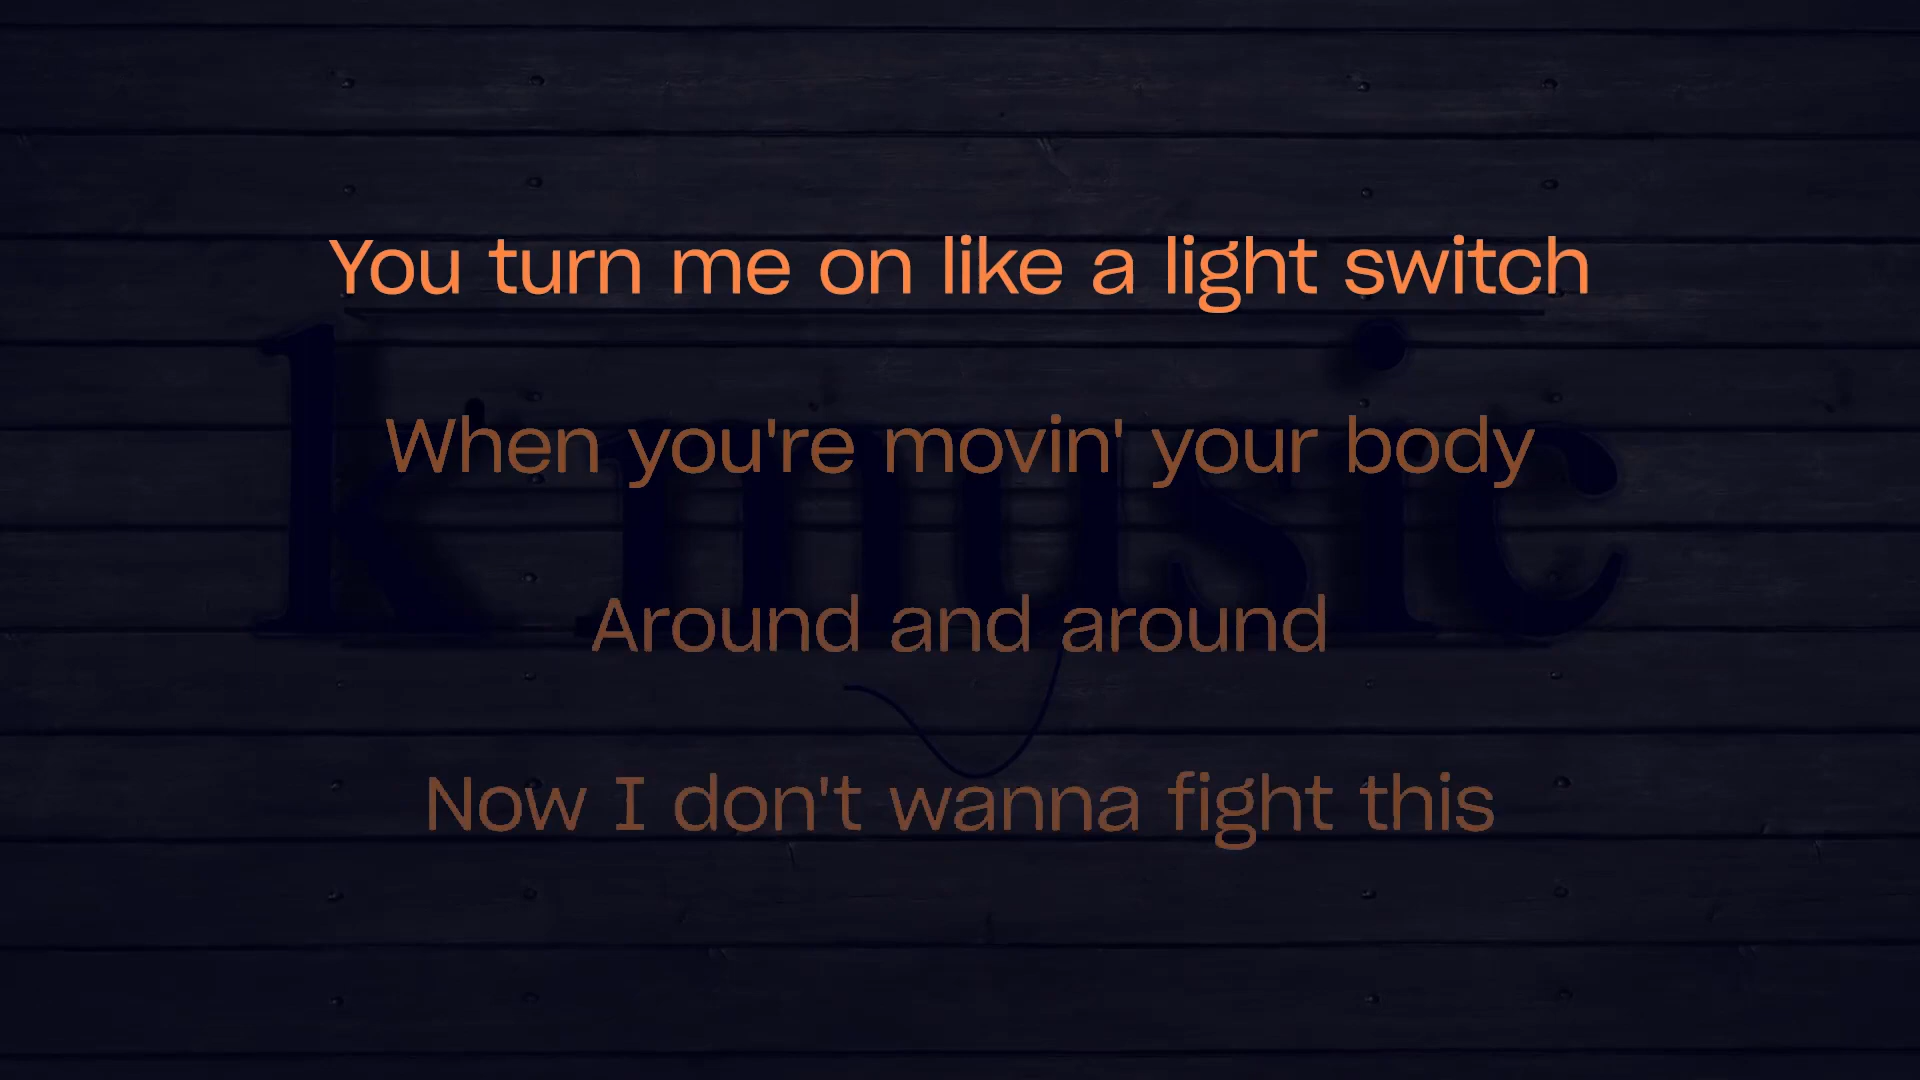 You turn me on like a light switch
When you're movin' your body
Around and around
Now I don't wanna fight this
k music